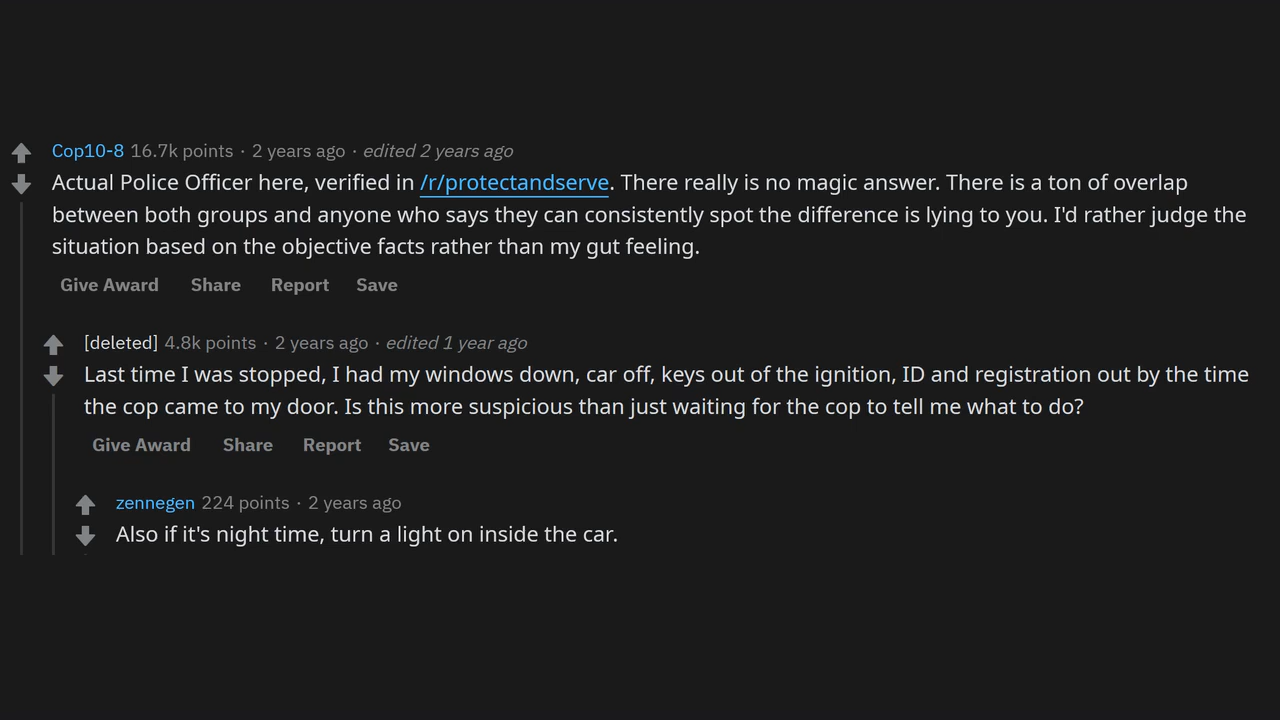 Cop10-8 16.7k points · 2 years ago · edited 2 years ago
Actual Police Officer here, verified in /r/protectandserve. There really is no magic answer. There is a ton of overlap
between both groups and anyone who says they can consistently spot the difference is lying to you. I'd rather judge the
situation based on the objective facts rather than my gut feeling.
Give Award Share Report Save
[deleted] 4.8k points · 2 years ago · edited 1 year ago
Last time I was stopped, I had my windows down, car off, keys out of the ignition, ID and registration out by the time
the cop came to my door. Is this more suspicious than just waiting for the cop to tell me what to do?
Give Award Share Report Save
zennegen 224 points · 2 years ago
Also if it's night time, turn a light on inside the car.